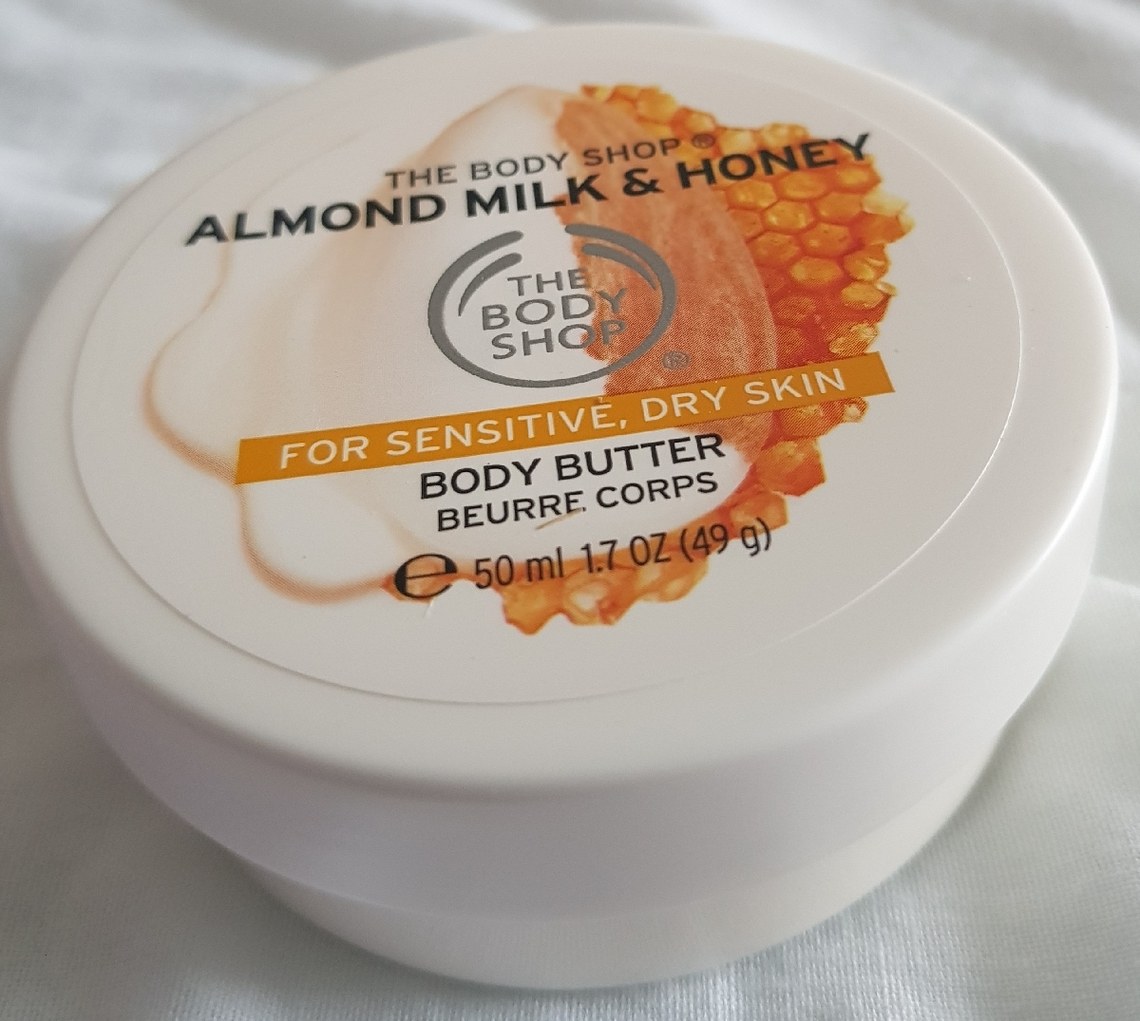 THE BODY SHOP®
ALMOND MILK & HONEY
THE
BODY
SHOP
®
FOR SENSITIVE, DRY SKIN
BODY BUTTER
BEURRE CORPS
℮ 50 ml 1.7 OZ (49 g)